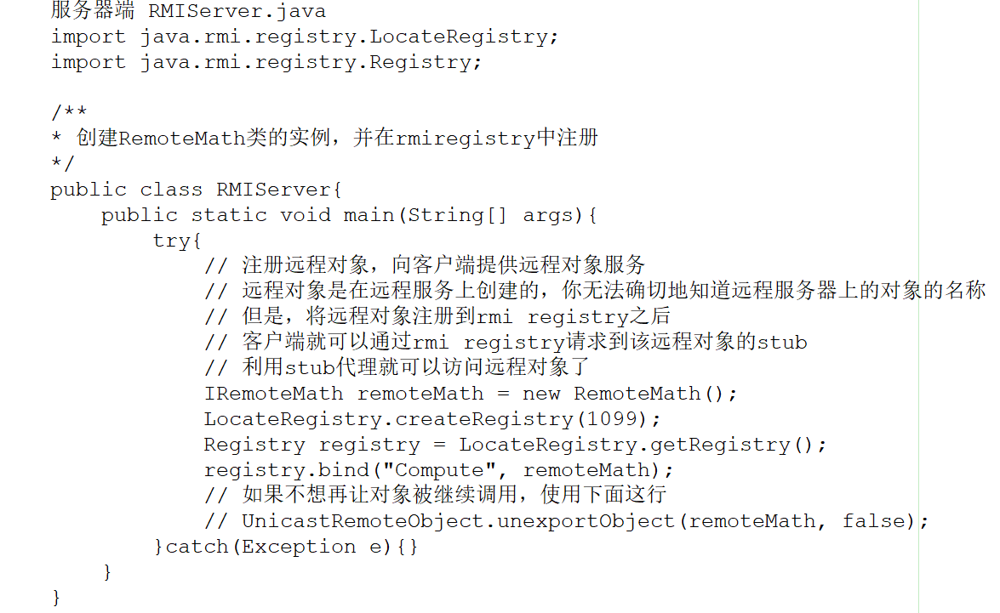 服务器端 RMIServer.java
import java.rmi.registry.LocateRegistry;
import java.rmi.registry.Registry;

/**
* 创建RemoteMath类的实例，并在rmiregistry中注册
*/
public class RMIServer{
    public static void main(String[] args){
        try{
            // 注册远程对象，向客户端提供远程对象服务
            // 远程对象是在远程服务上创建的，你无法确切地知道远程服务器上的对象的名称
            // 但是，将远程对象注册到rmi registry之后
            // 客户端就可以通过rmi registry请求到该远程对象的stub
            // 利用stub代理就可以访问远程对象了
            IRemoteMath remoteMath = new RemoteMath();
            LocateRegistry.createRegistry(1099);
            Registry registry = LocateRegistry.getRegistry();
            registry.bind("Compute", remoteMath);
            // 如果不想再让对象被继续调用，使用下面这行
            // UnicastRemoteObject.unexportObject(remoteMath, false);
        }catch(Exception e){}
    }
}